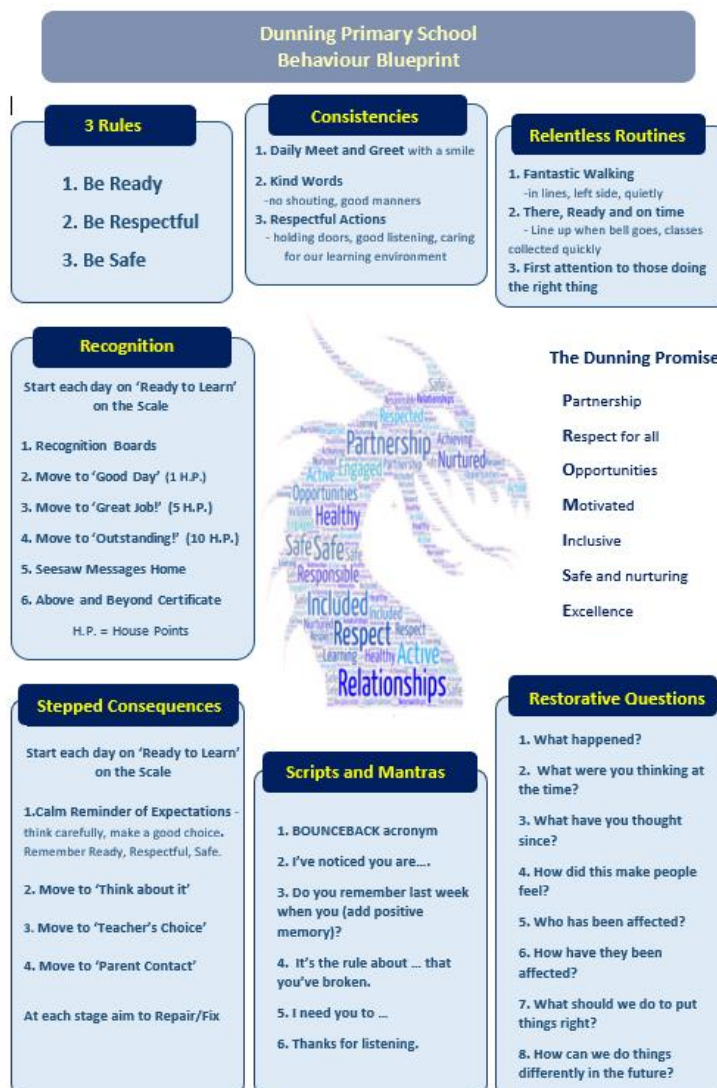 Dunning Primary School
Behaviour Blueprint
3 Rules
1. Be Ready
2. Be Respectful
3. Be Safe
Consistencies
1. Daily Meet and Greet with a smile
2. Kind Words
-no shouting, good manners
3. Respectful Actions
- holding doors, good listening, caring
for our learning environment
Relentless Routines
1. Fantastic Walking
-in lines, left side, quietly
2. There, Ready and on time
- Line up when bell goes, classes
collected quickly
3. First attention to those doing
the right thing
Recognition
Start each day on ‘Ready to Learn’
on the Scale
1. Recognition Boards
2. Move to ‘Good Day’ (1 H.P.)
3. Move to ‘Great Job!’ (5 H.P.)
4. Move to ‘Outstanding!’ (10 H.P.)
5. Seesaw Messages Home
6. Above and Beyond Certificate
H.P. = House Points
Safe
Relationships
Respected
Partnership
Achieving
Nurtured
Engaged
Partnership
Active
Opportunities
Healthy
Safe
Safe
Safe
Responsible
Included
Included
Respect
Respect
Learning
Healthy
Active
Relationships
Safe
The Dunning Promise
Partnership
Respect for all
Opportunities
Motivated
Inclusive
Safe and nurturing
Excellence
Stepped Consequences
Start each day on ‘Ready to Learn’
on the Scale
1.Calm Reminder of Expectations -
think carefully, make a good choice.
Remember Ready, Respectful, Safe.
2. Move to ‘Think about it’
3. Move to ‘Teacher’s Choice’
4. Move to ‘Parent Contact’
At each stage aim to Repair/Fix
Scripts and Mantras
1. BOUNCEBACK acronym
2. I’ve noticed you are….
3. Do you remember last week
when you (add positive
memory)?
4. It’s the rule about … that
you’ve broken.
5. I need you to …
6. Thanks for listening.
Restorative Questions
1. What happened?
2. What were you thinking at
the time?
3. What have you thought
since?
4. How did this make people
feel?
5. Who has been affected?
6. How have they been
affected?
7. What should we do to put
things right?
8. How can we do things
differently in the future?